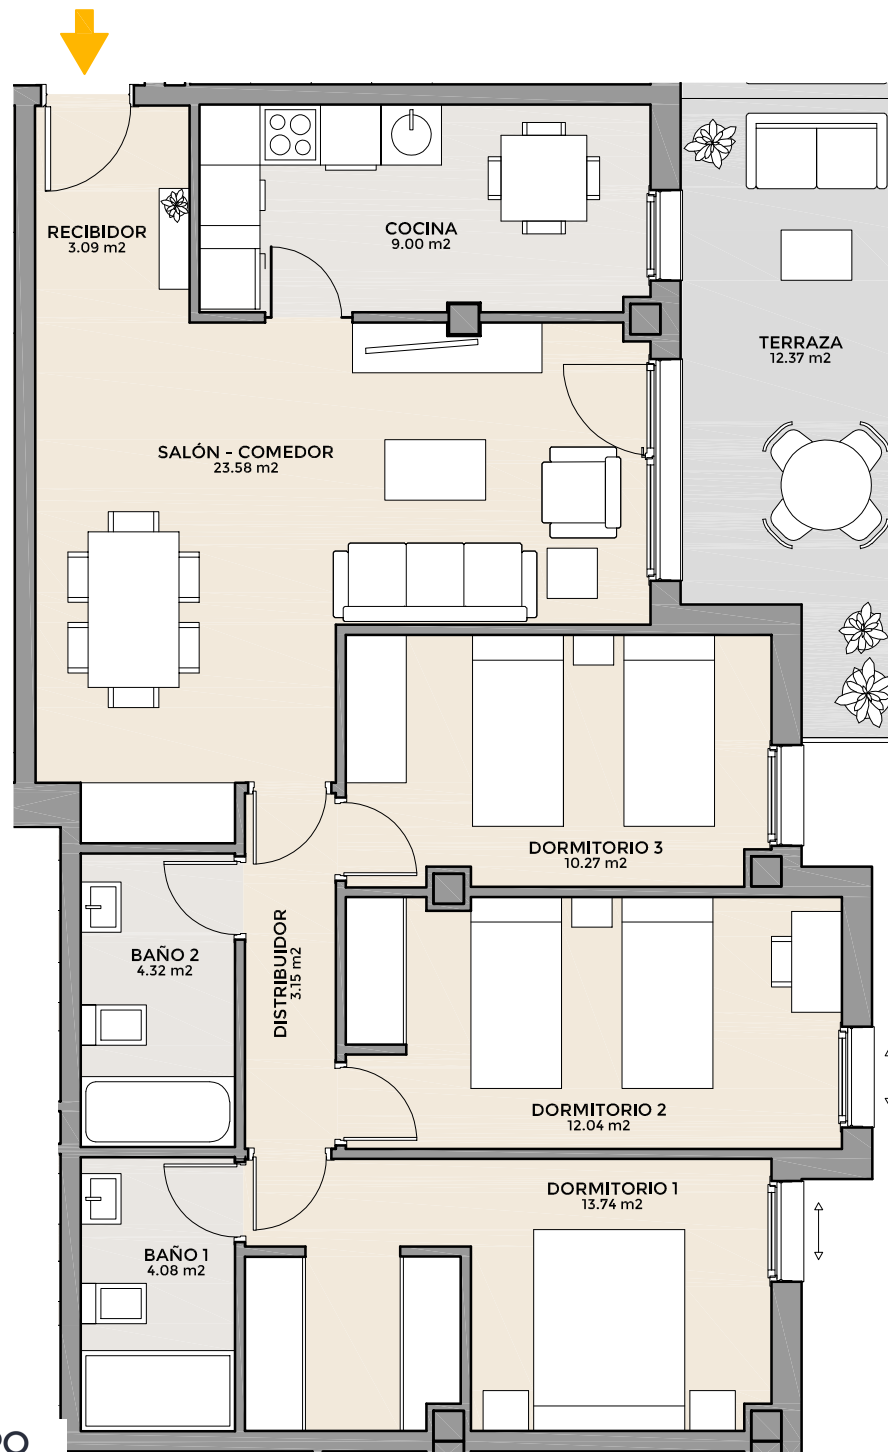 RECIBIDOR
3.09 m2
COCINA
9.00 m2
TERRAZA
12.37 m2
SALÓN - COMEDOR
23.58 m2
DORMITORIO 3
10.27 m2
DISTRIBUIDOR
3.15 m2
BAÑO 2
4.32 m2
DORMITORIO 2
12.04 m2
DORMITORIO 1
13.74 m2
BAÑO 1
4.08 m2